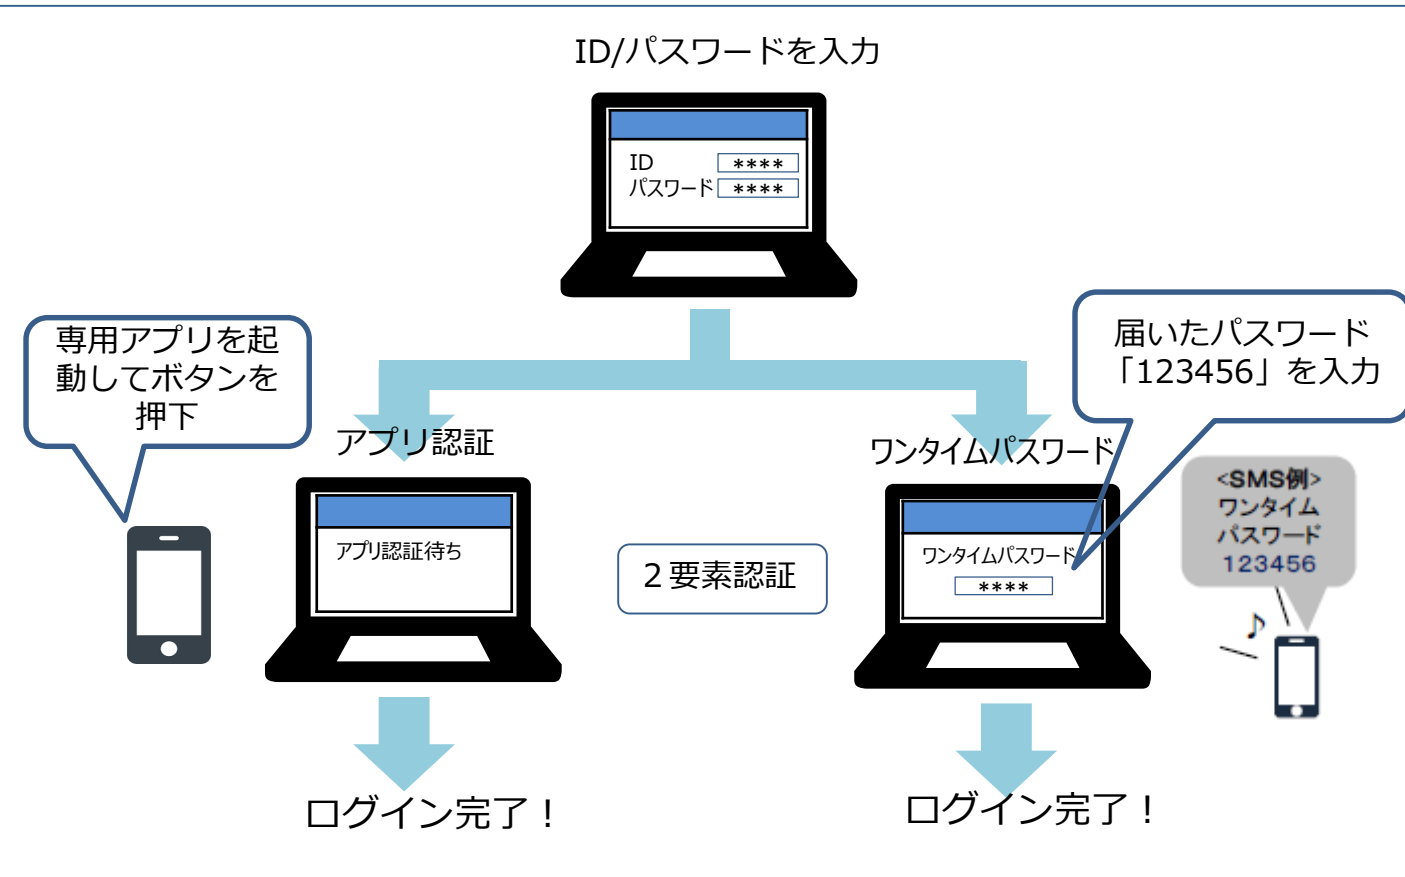 ID/パスワードを入力
ID ****
パスワード ****
専用アプリを起
動してボタンを
押下
届いたパスワード
「123456」を入力
アプリ認証
ワンタイムパスワード
アプリ認証待ち
２要素認証
ワンタイムパスワード
****
<SMS例>
ワンタイム
パスワード
123456
ログイン完了！
ログイン完了！